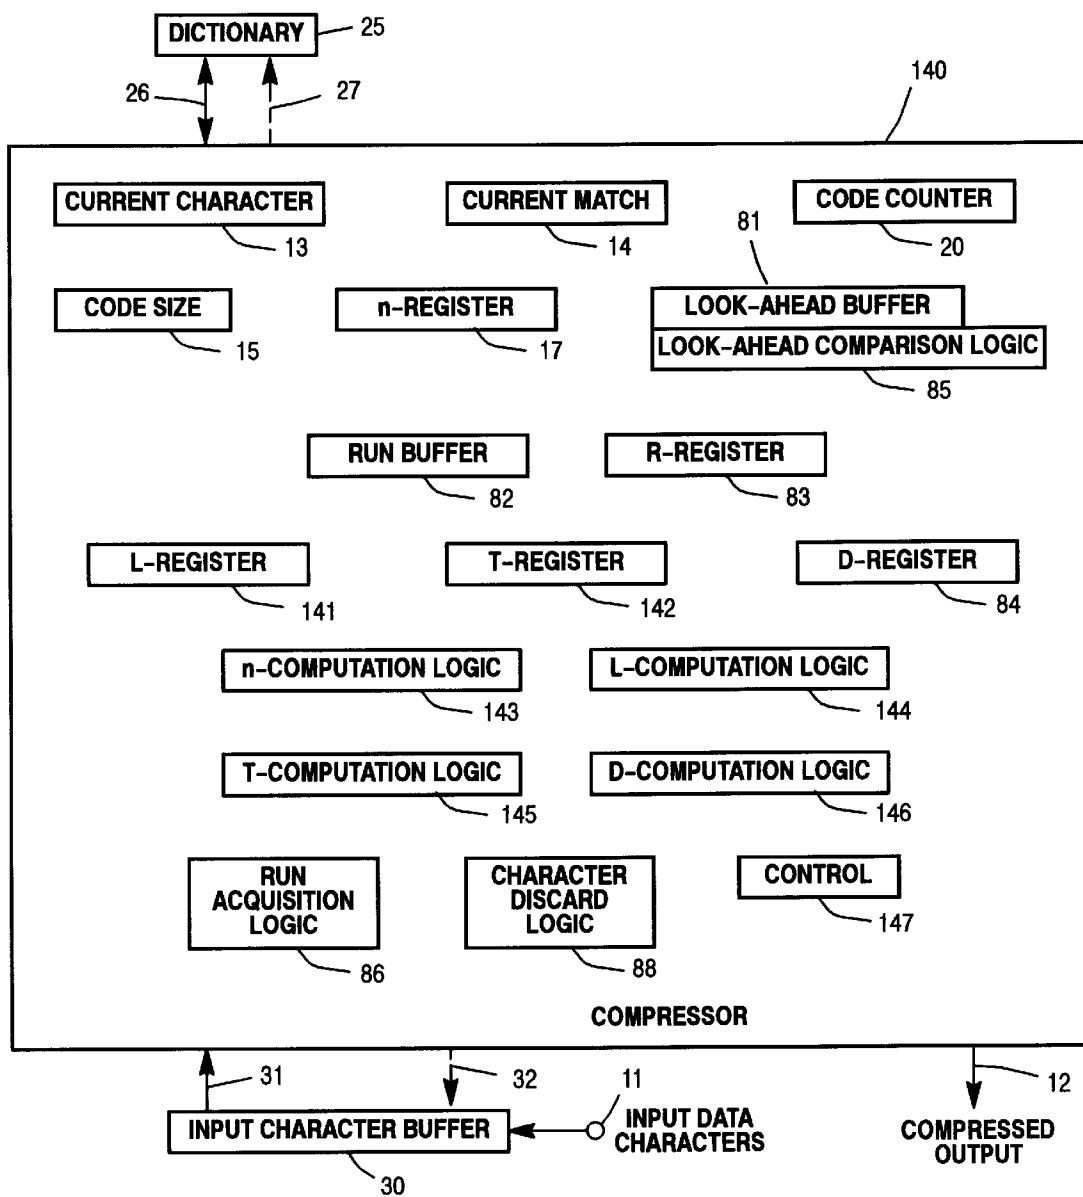 DICTIONARY
25
26
27
140
CURRENT CHARACTER
CURRENT MATCH
CODE COUNTER
13
14
81
20
CODE SIZE
n-REGISTER
LOOK-AHEAD BUFFER
15
17
LOOK-AHEAD COMPARISON LOGIC
85
RUN BUFFER
R-REGISTER
82
83
L-REGISTER
T-REGISTER
D-REGISTER
141
142
84
n-COMPUTATION LOGIC
L-COMPUTATION LOGIC
143
144
T-COMPUTATION LOGIC
D-COMPUTATION LOGIC
145
146
RUN
ACQUISITION
LOGIC
CHARACTER
DISCARD
LOGIC
CONTROL
86
88
147
COMPRESSOR
31
32
11
12
INPUT CHARACTER BUFFER
INPUT DATA
CHARACTERS
COMPRESSED
OUTPUT
30